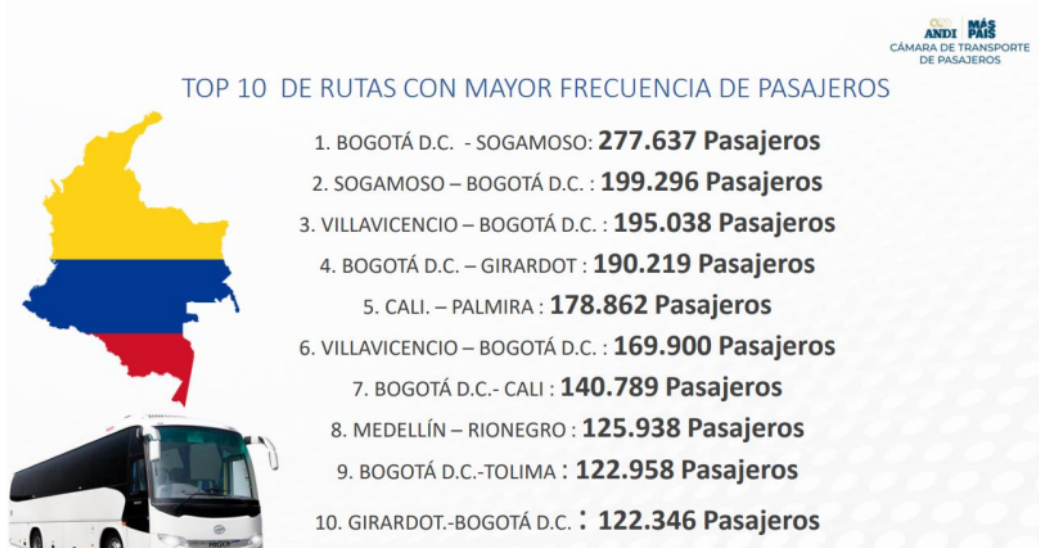 ANDI MÁS PAÍS
CÁMARA DE TRANSPORTE
DE PASAJEROS
TOP 10 DE RUTAS CON MAYOR FRECUENCIA DE PASAJEROS
1. BOGOTÁ D.C. - SOGAMOSO: 277.637 Pasajeros
2. SOGAMOSO – BOGOTÁ D.C. : 199.296 Pasajeros
3. VILLAVICENCIO – BOGOTÁ D.C. : 195.038 Pasajeros
4. BOGOTÁ D.C. – GIRARDOT : 190.219 Pasajeros
5. CALI. – PALMIRA : 178.862 Pasajeros
6. VILLAVICENCIO – BOGOTÁ D.C. : 169.900 Pasajeros
7. BOGOTÁ D.C.- CALI : 140.789 Pasajeros
8. MEDELLÍN – RIONEGRO : 125.938 Pasajeros
9. BOGOTÁ D.C.-TOLIMA : 122.958 Pasajeros
10. GIRARDOT.-BOGOTÁ D.C. : 122.346 Pasajeros